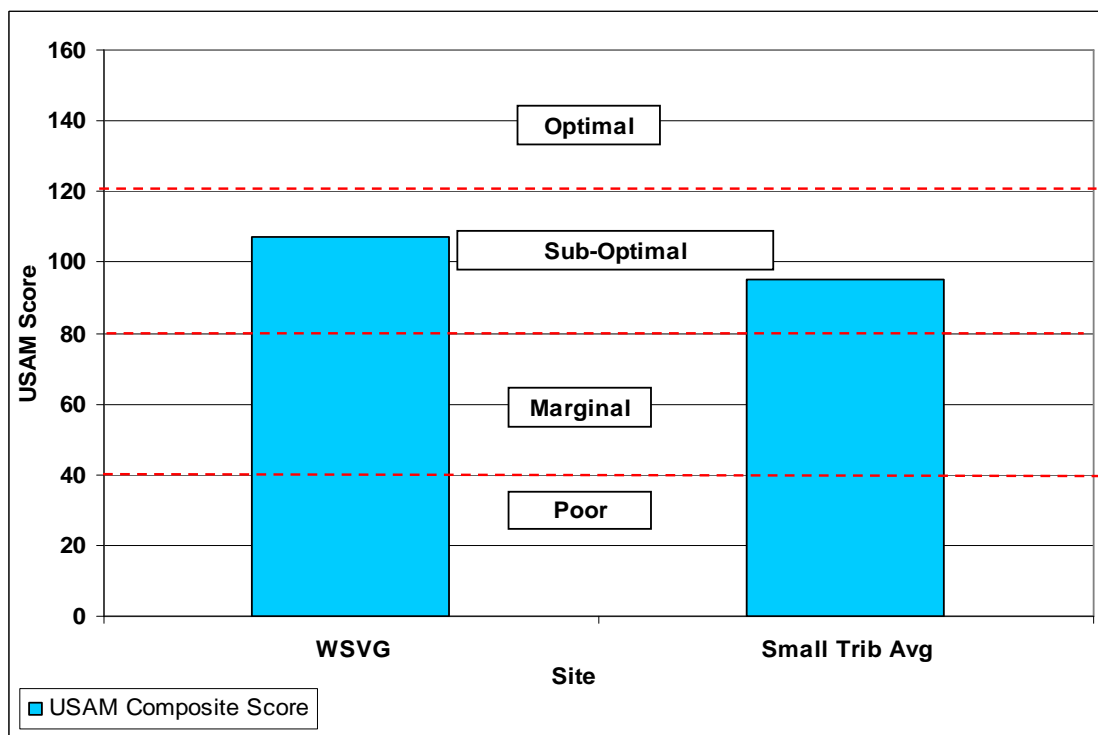 160
140
120
100
80
60
40
20
0
USAM Score
Optimal
Sub-Optimal
Marginal
Poor
WSVG
Small Trib Avg
Site
USAM Composite Score